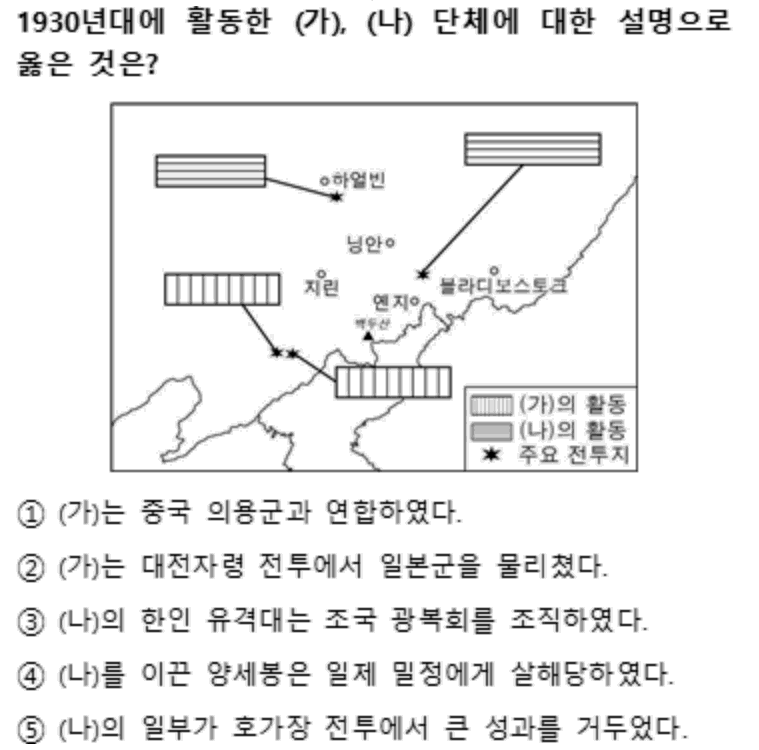 1930년대에 활동한 (가), (나) 단체에 대한 설명으로
옳은 것은?
하얼빈
닝안
지린
블라디보스토크
옌지
백두산
(가)의 활동
(나)의 활동
주요 전투지
① (가)는 중국 의용군과 연합하였다.
② (가)는 대전자령 전투에서 일본군을 물리쳤다.
③ (나)의 한인 유격대는 조국 광복회를 조직하였다.
④ (나)를 이끈 양세봉은 일제 밀정에게 살해당하였다.
⑤ (나)의 일부가 호가장 전투에서 큰 성과를 거두었다.